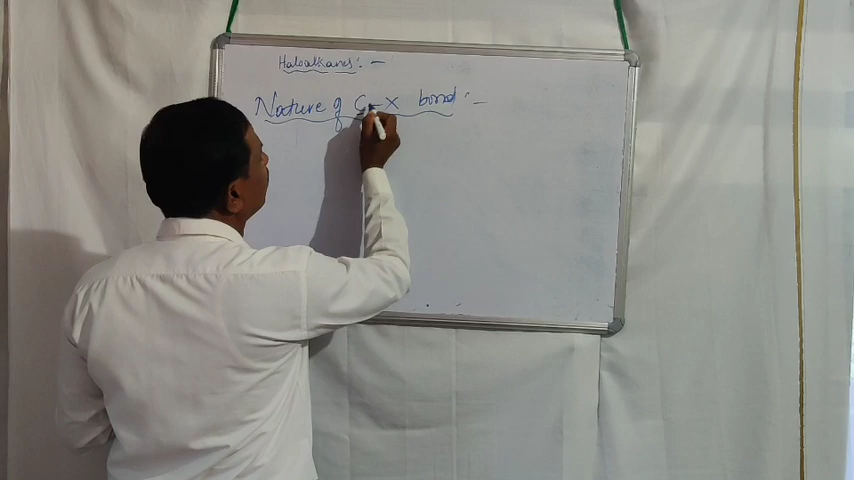 Haloalkanes: -
Nature of C-X bond :-